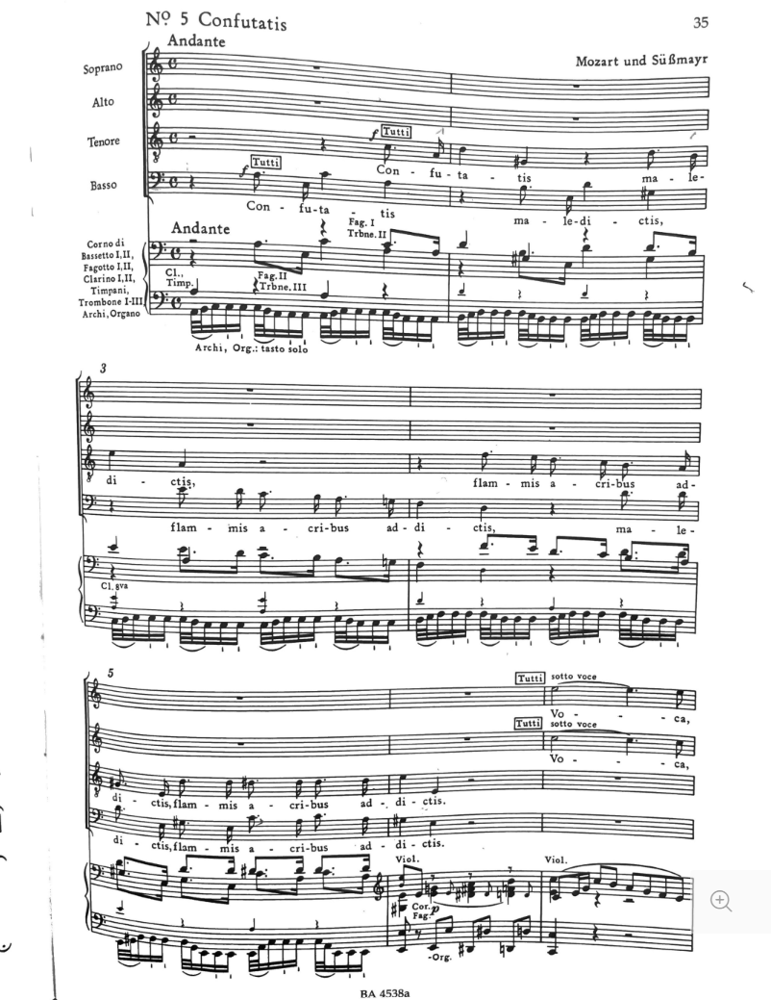 Nº 5 Confutatis
35
Andante
Mozart und Süßmayr
Soprano
Alto
Tenore
f Tutti
Con - fu - ta - tis ma - le-
Basso
f Tutti
Con - fu-ta - tis ma - le-di - ctis,
Andante
Fag. I
Trbne. II
Corno di
Bassetto I, II,
Fagotto I, II,
Clarino I, II,
Timpani,
Trombone I-III
Archi, Organo
Cl.,
Timp.
Fag. II
Trbne. III
Archi, Org.: tasto solo
3
di - ctis, flam - mis a - cri-bus ad-
flam - mis a - cri-bus ad - di - ctis, ma - le-
Cl. 8va
5
Tutti sotto voce
Vo - - - ca,
Tutti sotto voce
Vo - - - ca,
di - ctis, flam - mis a - cri-bus ad - di - ctis.
di - ctis, flam - mis a - cri-bus ad - di - ctis.
Viol.
Viol.
Cor. p
Fag.
-Org.
BA 4538a